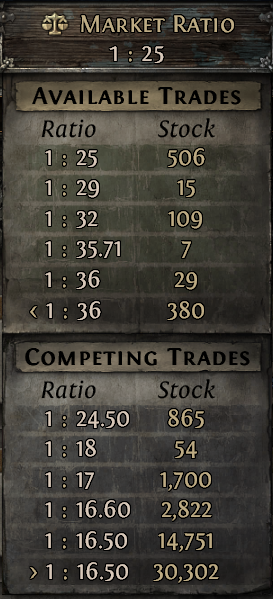 Market Ratio
1 : 25
Available Trades
Ratio Stock
1 : 25 506
1 : 29 15
1 : 32 109
1 : 35.71 7
1 : 36 29
< 1 : 36 380
Competing Trades
Ratio Stock
1 : 24.50 865
1 : 18 54
1 : 17 1,700
1 : 16.60 2,822
1 : 16.50 14,751
> 1 : 16.50 30,302